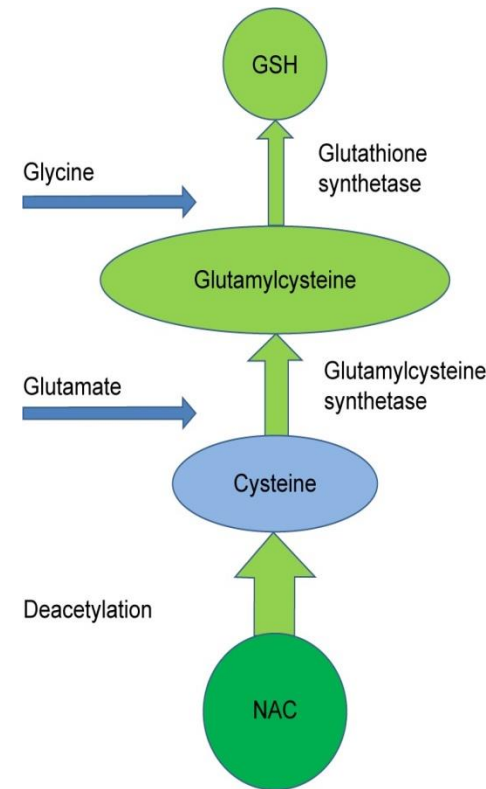 GSH
Glutathione
synthetase
Glycine
Glutamylcysteine
Glutamylcysteine
synthetase
Glutamate
Cysteine
Deacetylation
NAC